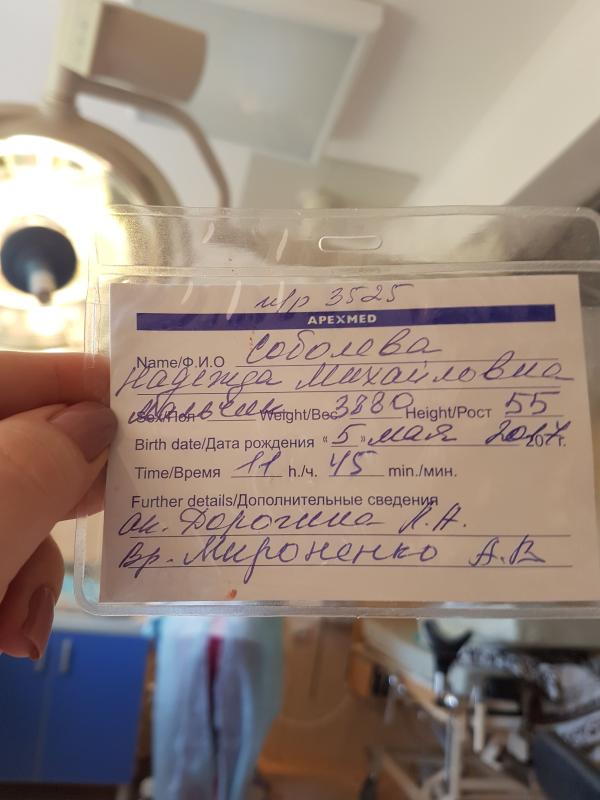 и/р 3525
APEXMED
Name/Ф.И.О Соболева
Надежда Михайловна
Sex/Пол Мальчик Weight/Вес 3880 Height/Рост 55
Birth date/Дата рождения «5» мая 2017 207г.
Time/Время 11 h./ч. 45 min./мин.
Further details/Дополнительные сведения
ак. Дорогина Л.А.
Вр. Мироненко А.В